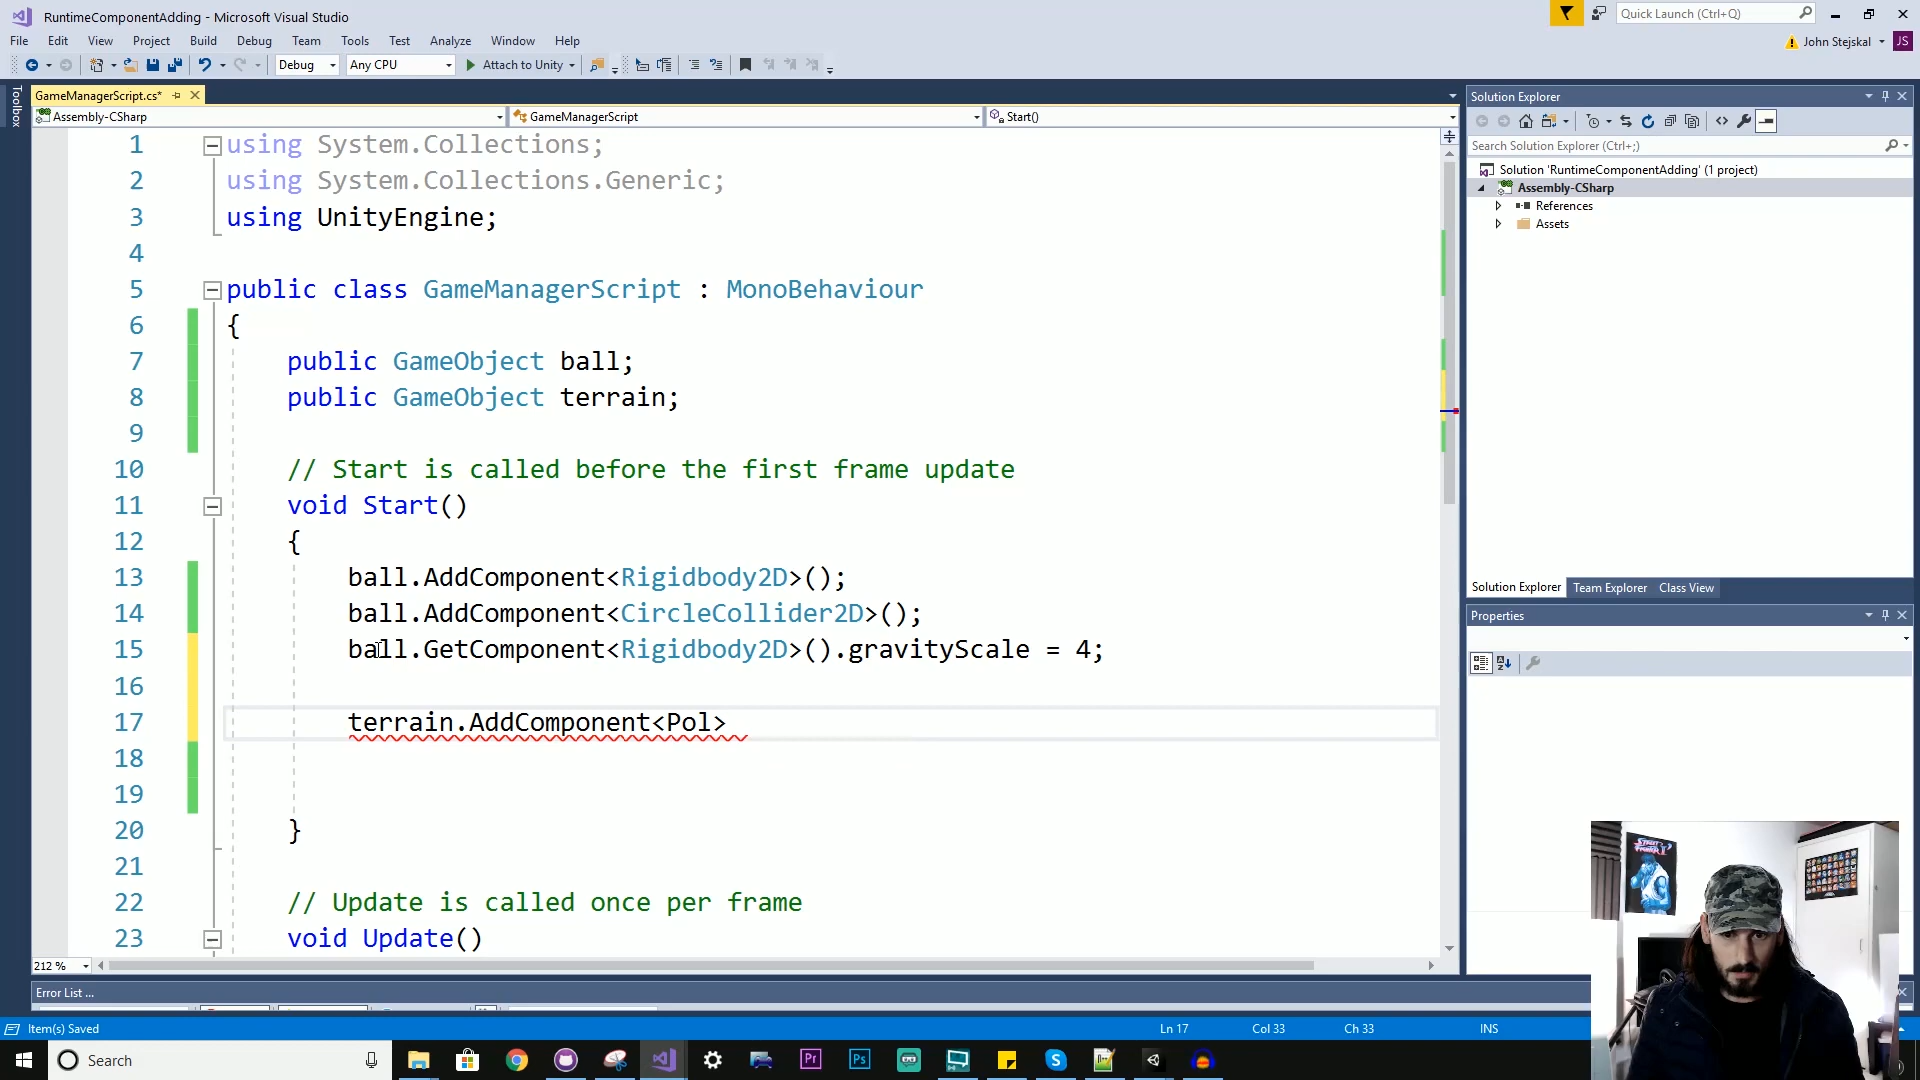 RuntimeComponentAdding - Microsoft Visual Studio
Quick Launch (Ctrl+Q)
File Edit View Project Build Debug Team Tools Test Analyze Window Help
John Stejskal JS
Debug Any CPU Attach to Unity
Toolbox
GameManagerScript.cs*
Assembly-CSharp GameManagerScript Start()
1 using System.Collections;
2 using System.Collections.Generic;
3 using UnityEngine;
4
5 public class GameManagerScript : MonoBehaviour
6 {
7 public GameObject ball;
8 public GameObject terrain;
9
10 // Start is called before the first frame update
11 void Start()
12 {
13 ball.AddComponent<Rigidbody2D>();
14 ball.AddComponent<CircleCollider2D>();
15 ball.GetComponent<Rigidbody2D>().gravityScale = 4;
16
17 terrain.AddComponent<Pol>
18
19
20 }
21
22 // Update is called once per frame
23 void Update()
212 %
Solution Explorer
Search Solution Explorer (Ctrl+;)
Solution 'RuntimeComponentAdding' (1 project)
Assembly-CSharp
References
Assets
Solution Explorer Team Explorer Class View
Properties
Error List ...
Item(s) Saved Ln 17 Col 33 Ch 33 INS
Search
Pr
Ps